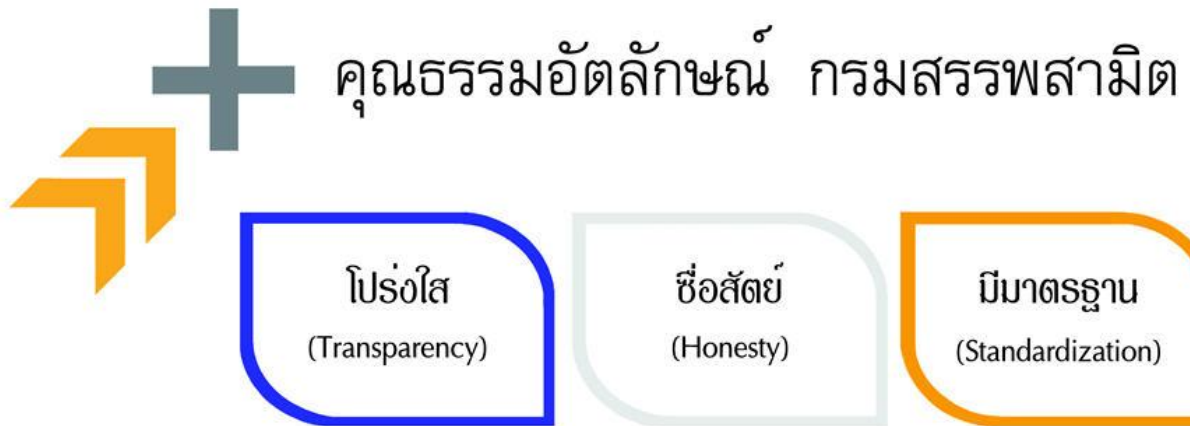 คุณธรรมอัตลักษณ์ กรมสรรพสามิต
โปร่งใส
(Transparency)
ซื่อสัตย์
(Honesty)
มีมาตรฐาน
(Standardization)